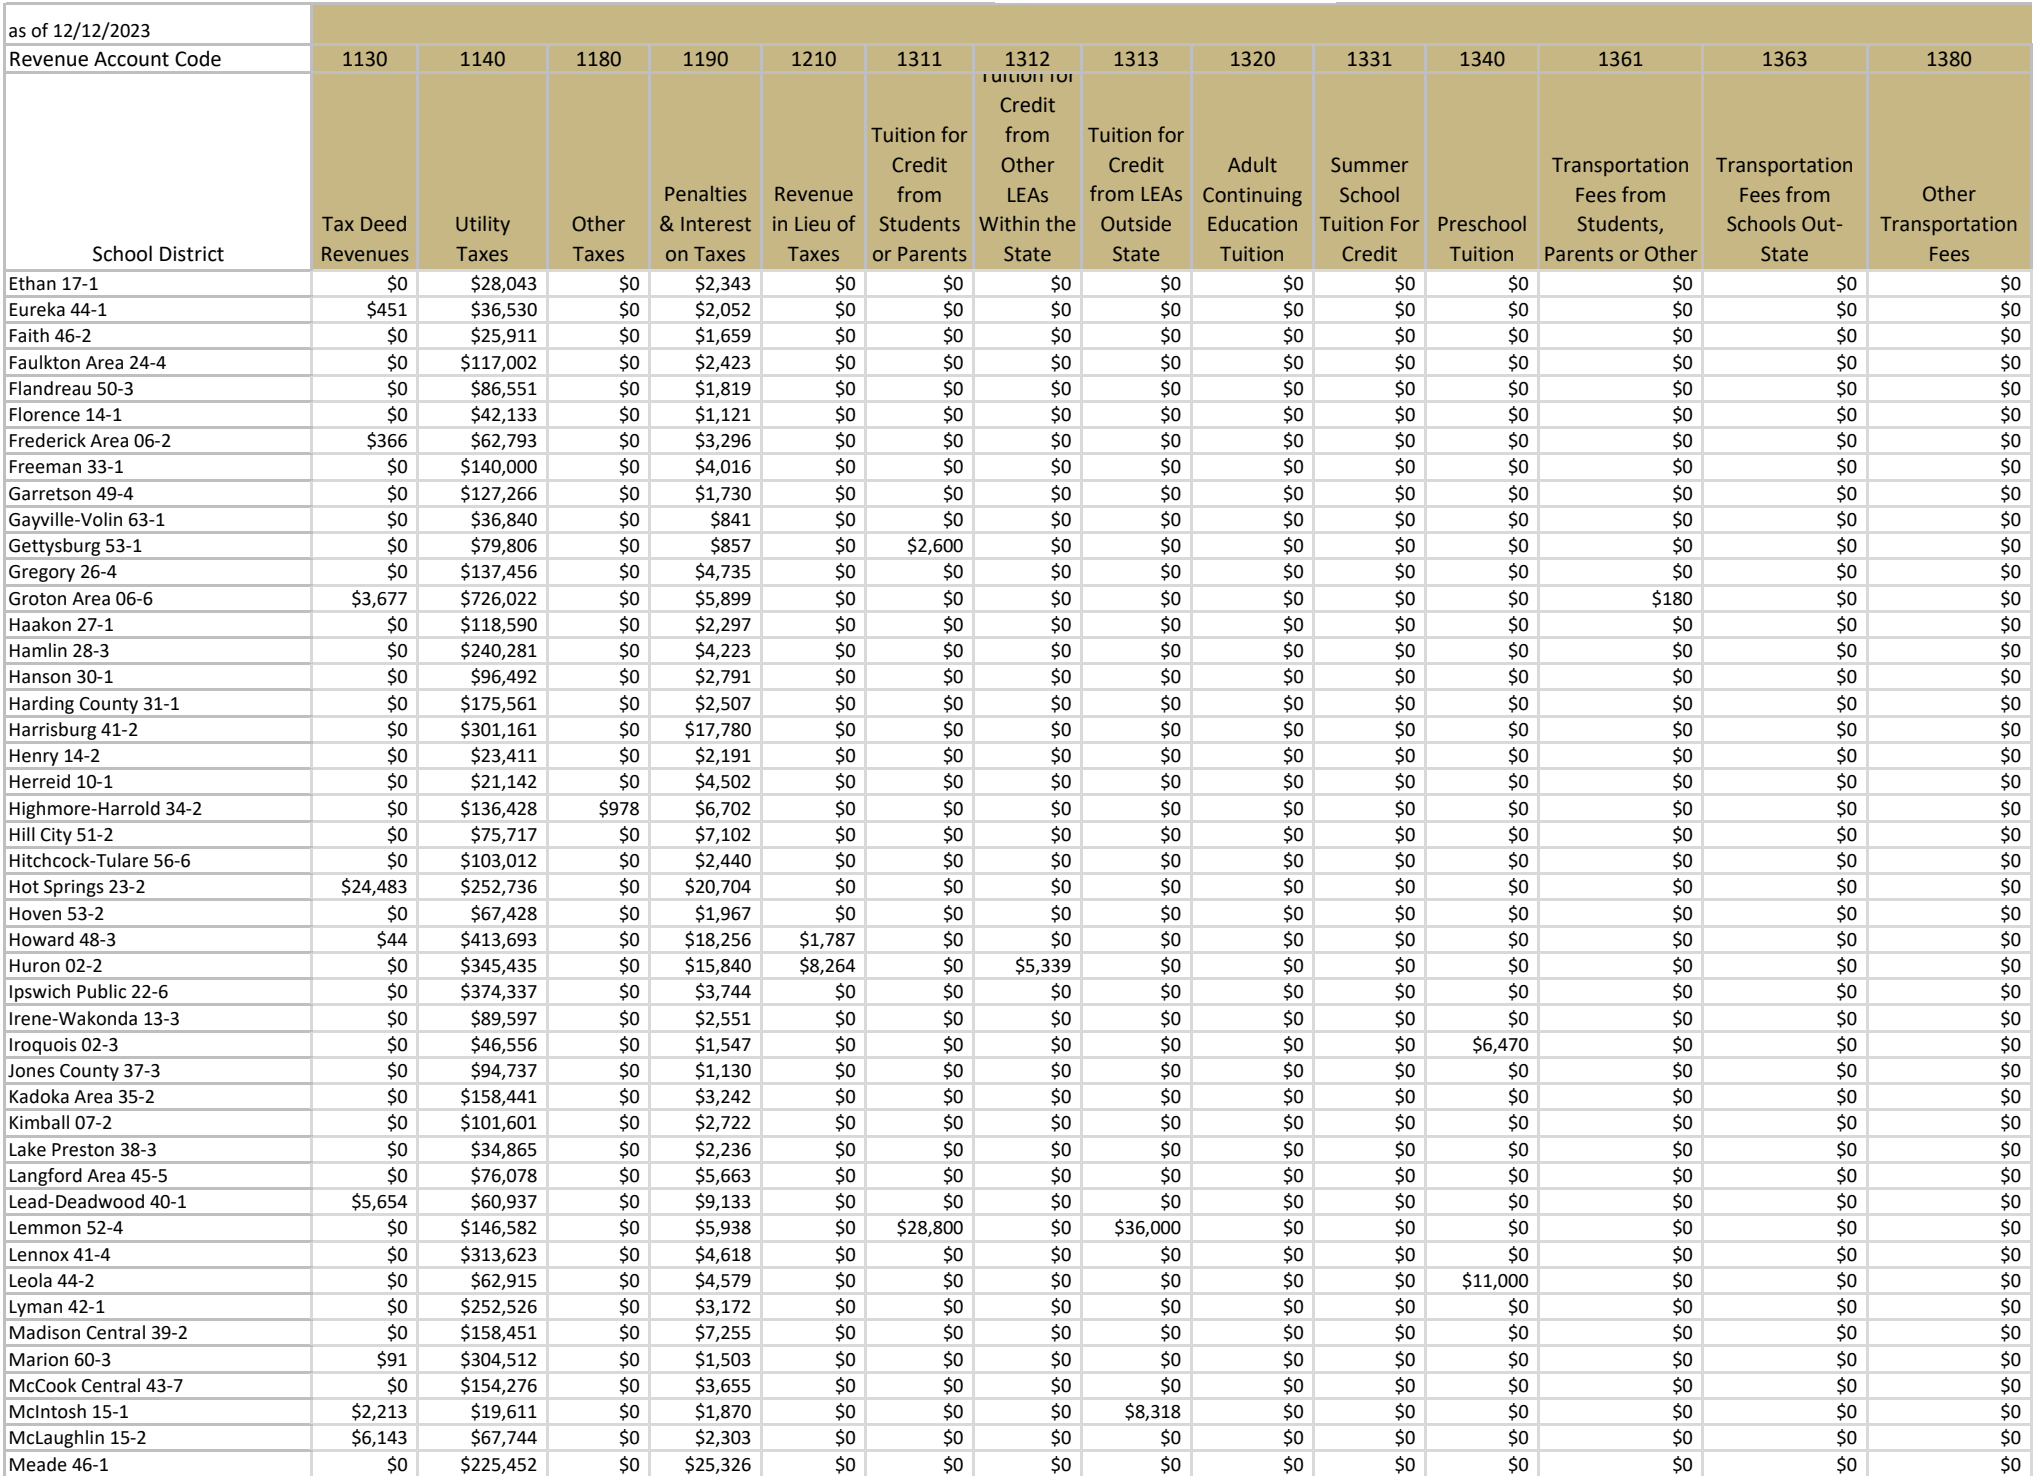 as of 12/12/2023
Revenue Account Code 1130 1140 1180 1190 1210 1311 1312 1313 1320 1331 1340 1361 1363 1380
School District Tax Deed Revenues Utility Taxes Other Taxes Penalties & Interest on Taxes Revenue in Lieu of Taxes Tuition for Credit from Students or Parents Tuition for Credit from Other LEAs Within the State Tuition for Credit from LEAs Outside State Adult Continuing Education Tuition Summer School Tuition For Credit Preschool Tuition Transportation Fees from Students, Parents or Other Transportation Fees from Schools Out-State Other Transportation Fees
Ethan 17-1 $0 $28,043 $0 $2,343 $0 $0 $0 $0 $0 $0 $0 $0 $0 $0
Eureka 44-1 $451 $36,530 $0 $2,052 $0 $0 $0 $0 $0 $0 $0 $0 $0 $0
Faith 46-2 $0 $25,911 $0 $1,659 $0 $0 $0 $0 $0 $0 $0 $0 $0 $0
Faulkton Area 24-4 $0 $117,002 $0 $2,423 $0 $0 $0 $0 $0 $0 $0 $0 $0 $0
Flandreau 50-3 $0 $86,551 $0 $1,819 $0 $0 $0 $0 $0 $0 $0 $0 $0 $0
Florence 14-1 $0 $42,133 $0 $1,121 $0 $0 $0 $0 $0 $0 $0 $0 $0 $0
Frederick Area 06-2 $366 $62,793 $0 $3,296 $0 $0 $0 $0 $0 $0 $0 $0 $0 $0
Freeman 33-1 $0 $140,000 $0 $4,016 $0 $0 $0 $0 $0 $0 $0 $0 $0 $0
Garretson 49-4 $0 $127,266 $0 $1,730 $0 $0 $0 $0 $0 $0 $0 $0 $0 $0
Gayville-Volin 63-1 $0 $36,840 $0 $841 $0 $0 $0 $0 $0 $0 $0 $0 $0 $0
Gettysburg 53-1 $0 $79,806 $0 $857 $0 $2,600 $0 $0 $0 $0 $0 $0 $0 $0
Gregory 26-4 $0 $137,456 $0 $4,735 $0 $0 $0 $0 $0 $0 $0 $0 $0 $0
Groton Area 06-6 $3,677 $726,022 $0 $5,899 $0 $0 $0 $0 $0 $0 $0 $180 $0 $0
Haakon 27-1 $0 $118,590 $0 $2,297 $0 $0 $0 $0 $0 $0 $0 $0 $0 $0
Hamlin 28-3 $0 $240,281 $0 $4,223 $0 $0 $0 $0 $0 $0 $0 $0 $0 $0
Hanson 30-1 $0 $96,492 $0 $2,791 $0 $0 $0 $0 $0 $0 $0 $0 $0 $0
Harding County 31-1 $0 $175,561 $0 $2,507 $0 $0 $0 $0 $0 $0 $0 $0 $0 $0
Harrisburg 41-2 $0 $301,161 $0 $17,780 $0 $0 $0 $0 $0 $0 $0 $0 $0 $0
Henry 14-2 $0 $23,411 $0 $2,191 $0 $0 $0 $0 $0 $0 $0 $0 $0 $0
Herreid 10-1 $0 $21,142 $0 $4,502 $0 $0 $0 $0 $0 $0 $0 $0 $0 $0
Highmore-Harrold 34-2 $0 $136,428 $978 $6,702 $0 $0 $0 $0 $0 $0 $0 $0 $0 $0
Hill City 51-2 $0 $75,717 $0 $7,102 $0 $0 $0 $0 $0 $0 $0 $0 $0 $0
Hitchcock-Tulare 56-6 $0 $103,012 $0 $2,440 $0 $0 $0 $0 $0 $0 $0 $0 $0 $0
Hot Springs 23-2 $24,483 $252,736 $0 $20,704 $0 $0 $0 $0 $0 $0 $0 $0 $0 $0
Hoven 53-2 $0 $67,428 $0 $1,967 $0 $0 $0 $0 $0 $0 $0 $0 $0 $0
Howard 48-3 $44 $413,693 $0 $18,256 $1,787 $0 $0 $0 $0 $0 $0 $0 $0 $0
Huron 02-2 $0 $345,435 $0 $15,840 $8,264 $0 $5,339 $0 $0 $0 $0 $0 $0 $0
Ipswich Public 22-6 $0 $374,337 $0 $3,744 $0 $0 $0 $0 $0 $0 $0 $0 $0 $0
Irene-Wakonda 13-3 $0 $89,597 $0 $2,551 $0 $0 $0 $0 $0 $0 $0 $0 $0 $0
Iroquois 02-3 $0 $46,556 $0 $1,547 $0 $0 $0 $0 $0 $0 $6,470 $0 $0 $0
Jones County 37-3 $0 $94,737 $0 $1,130 $0 $0 $0 $0 $0 $0 $0 $0 $0 $0
Kadoka Area 35-2 $0 $158,441 $0 $3,242 $0 $0 $0 $0 $0 $0 $0 $0 $0 $0
Kimball 07-2 $0 $101,601 $0 $2,722 $0 $0 $0 $0 $0 $0 $0 $0 $0 $0
Lake Preston 38-3 $0 $34,865 $0 $2,236 $0 $0 $0 $0 $0 $0 $0 $0 $0 $0
Langford Area 45-5 $0 $76,078 $0 $5,663 $0 $0 $0 $0 $0 $0 $0 $0 $0 $0
Lead-Deadwood 40-1 $5,654 $60,937 $0 $9,133 $0 $0 $0 $0 $0 $0 $0 $0 $0 $0
Lemmon 52-4 $0 $146,582 $0 $5,938 $0 $28,800 $0 $36,000 $0 $0 $0 $0 $0 $0
Lennox 41-4 $0 $313,623 $0 $4,618 $0 $0 $0 $0 $0 $0 $0 $0 $0 $0
Leola 44-2 $0 $62,915 $0 $4,579 $0 $0 $0 $0 $0 $0 $11,000 $0 $0 $0
Lyman 42-1 $0 $252,526 $0 $3,172 $0 $0 $0 $0 $0 $0 $0 $0 $0 $0
Madison Central 39-2 $0 $158,451 $0 $7,255 $0 $0 $0 $0 $0 $0 $0 $0 $0 $0
Marion 60-3 $91 $304,512 $0 $1,503 $0 $0 $0 $0 $0 $0 $0 $0 $0 $0
McCook Central 43-7 $0 $154,276 $0 $3,655 $0 $0 $0 $0 $0 $0 $0 $0 $0 $0
McIntosh 15-1 $2,213 $19,611 $0 $1,870 $0 $0 $0 $8,318 $0 $0 $0 $0 $0 $0
McLaughlin 15-2 $6,143 $67,744 $0 $2,303 $0 $0 $0 $0 $0 $0 $0 $0 $0 $0
Meade 46-1 $0 $225,452 $0 $25,326 $0 $0 $0 $0 $0 $0 $0 $0 $0 $0